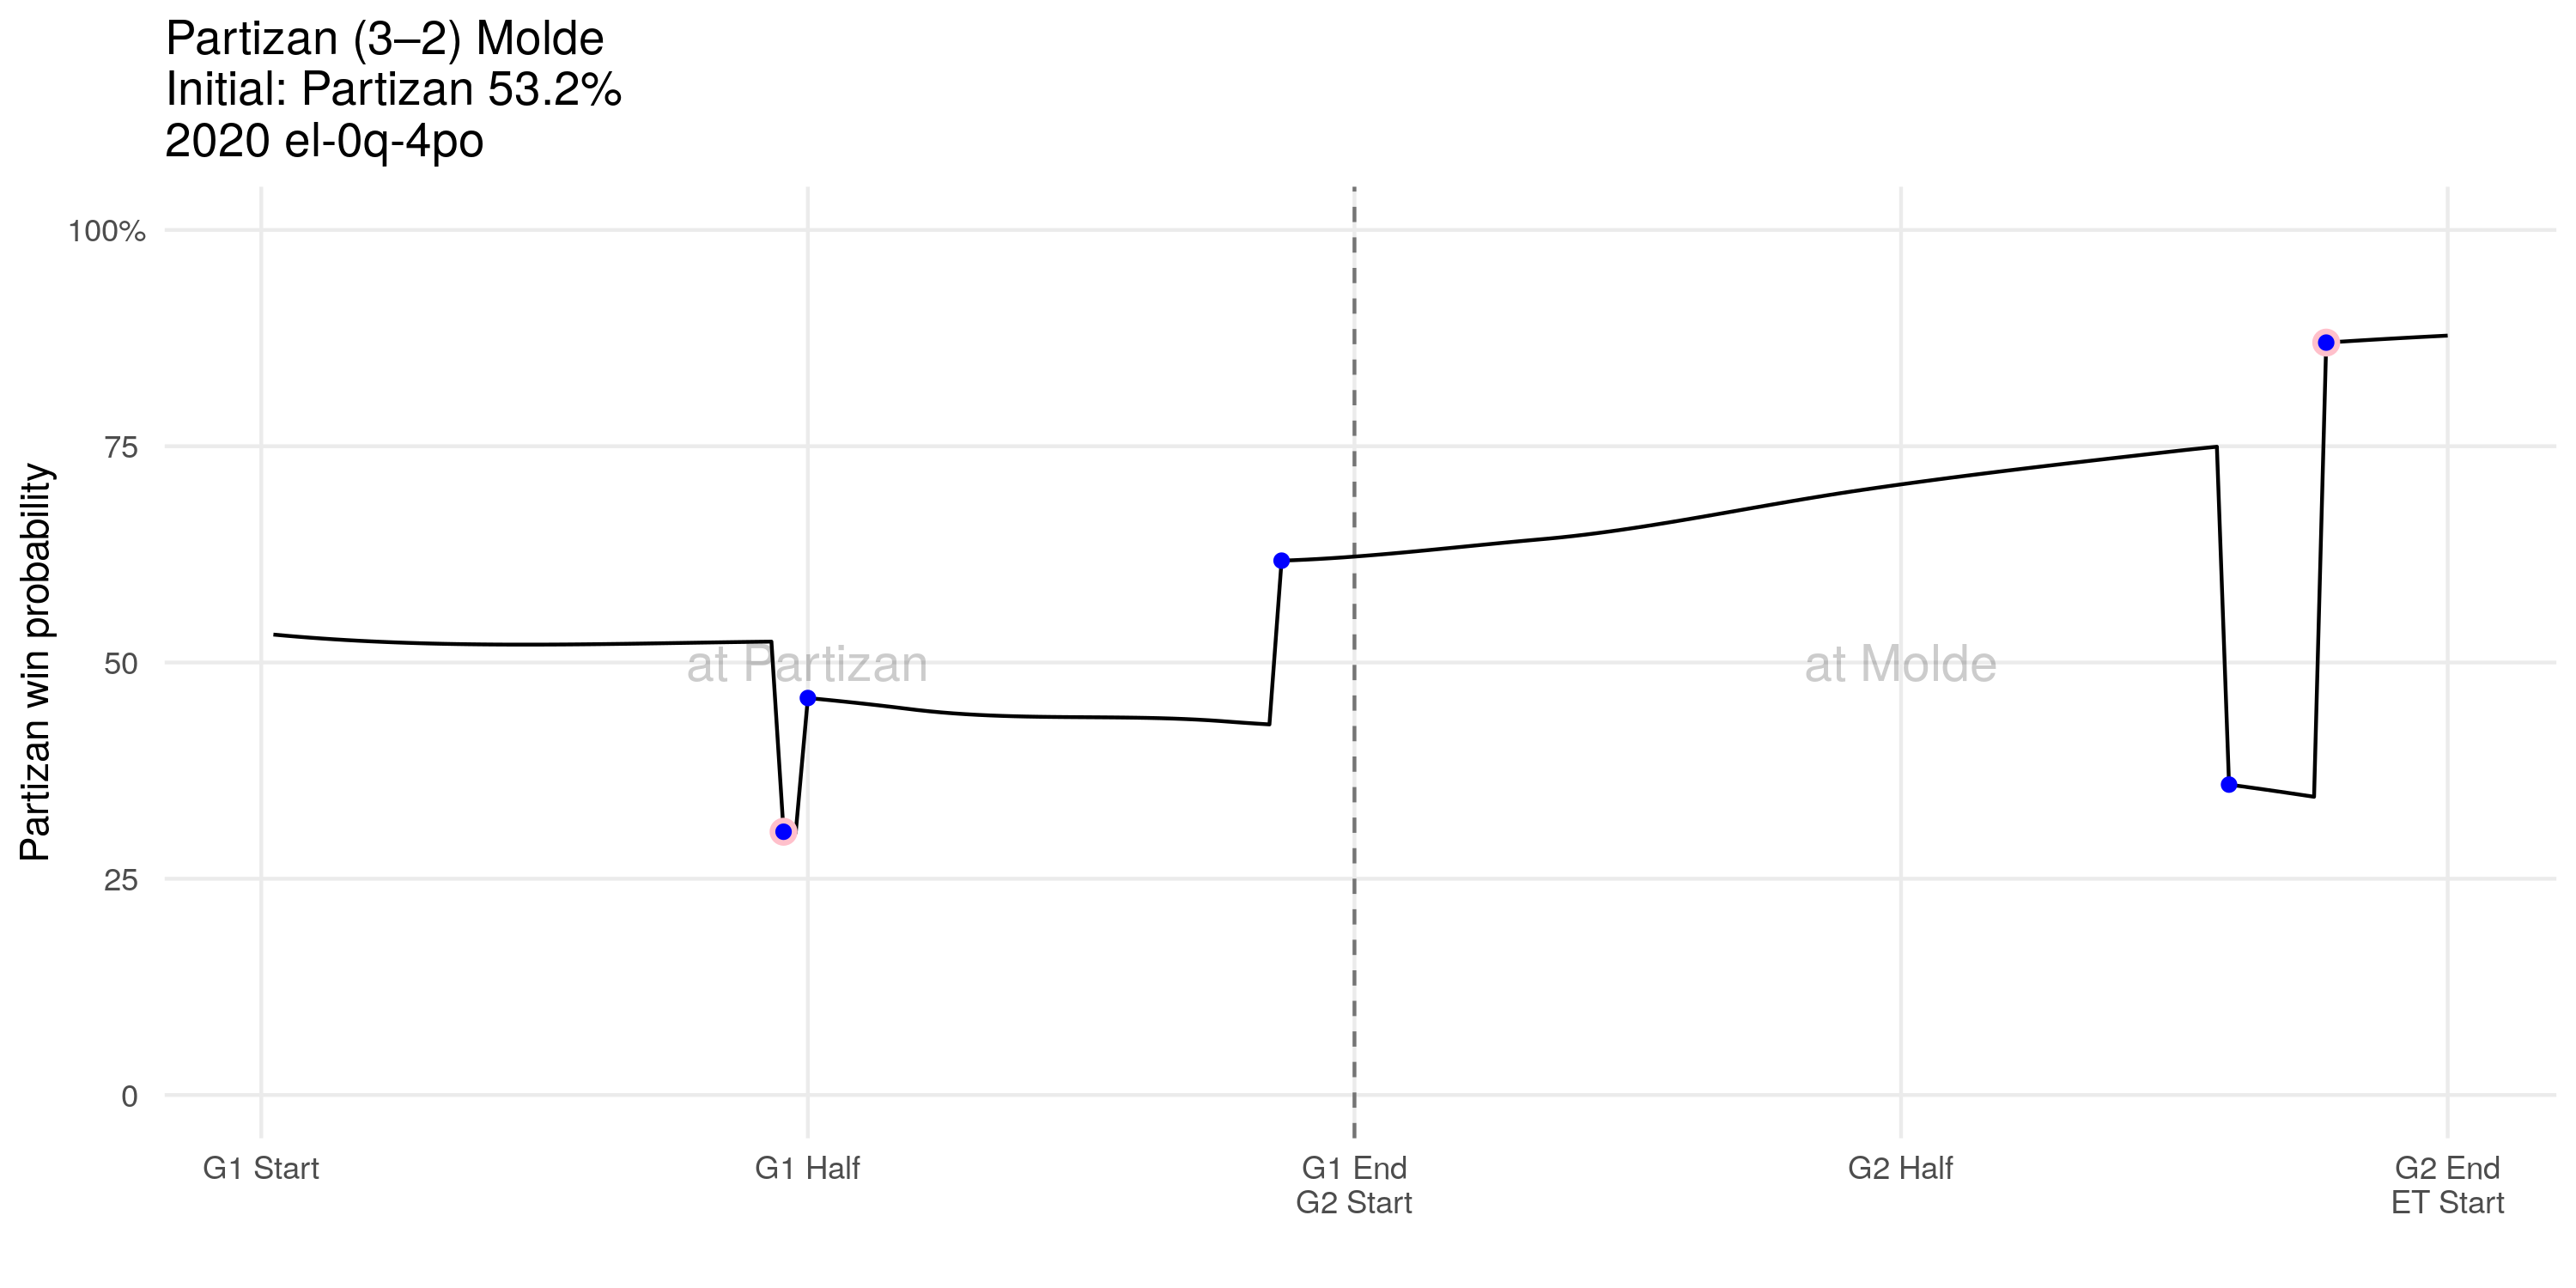 Partizan (3–2) Molde
Initial: Partizan 53.2%
2020 el-0q-4po
Partizan win probability
100%
75
50
25
0
at Partizan
at Molde
G1 Start
G1 Half
G1 End
G2 Start
G2 Half
G2 End
ET Start